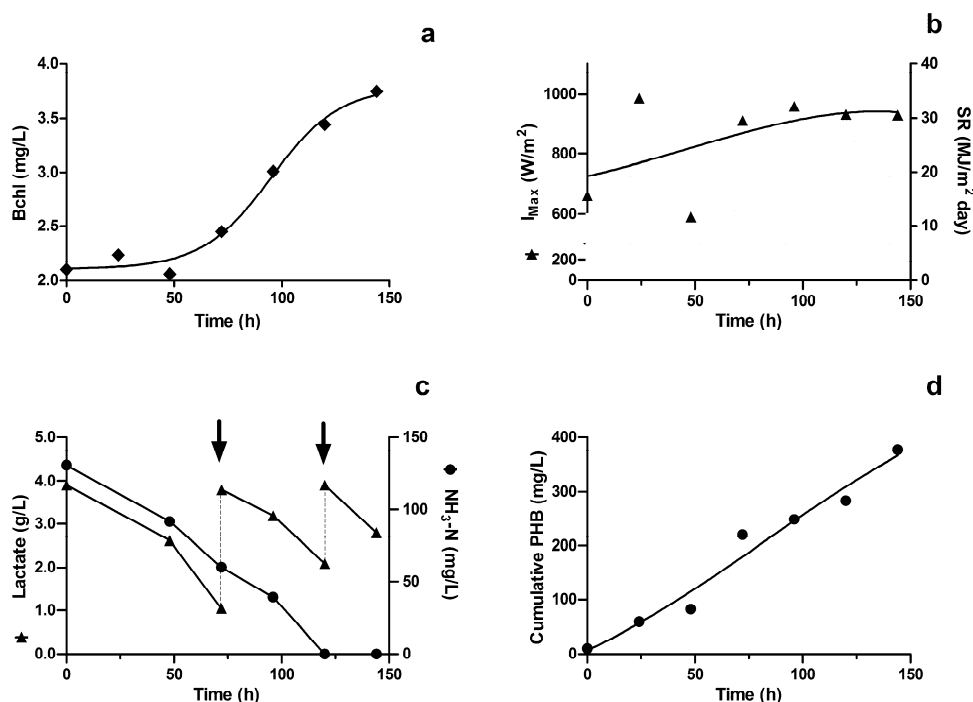 a
4.0
3.5
3.0
2.5
2.0
Bchl (mg/L)
0 50 100 150
Time (h)
b
1000
800
600
200
0
I_Max (W/m²)
40
30
20
10
0
SR (MJ/m² day)
0 50 100 150
Time (h)
c
5.0
4.0
3.0
2.0
1.0
0.0
Lactate (g/L)
150
100
50
0
NH₃-N (mg/L)
0 50 100 150
Time (h)
d
400
300
200
100
0
Cumulative PHB (mg/L)
0 50 100 150
Time (h)